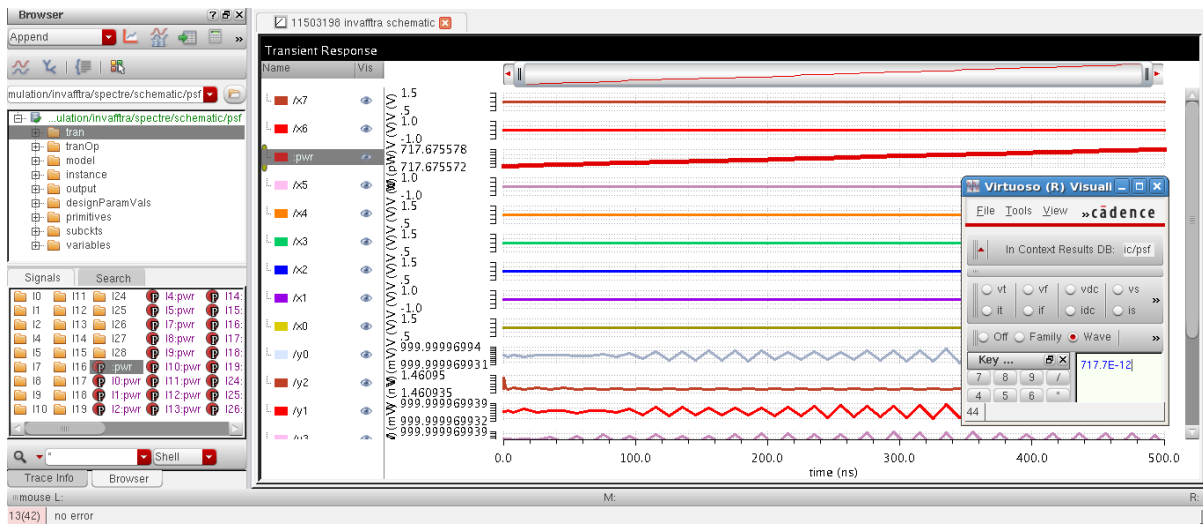 Browser
Append
»
mulation/invafftra/spectre/schematic/psf
...ulation/invafftra/spectre/schematic/psf
tran
tranOp
model
instance
output
designParamVals
primitives
subckts
variables
Signals Search
I0 I11 I24 I4:pwr I14:
I1 I12 I25 I5:pwr I15:
I2 I13 I26 I7:pwr I16:
I4 I14 I27 I8:pwr I17:
I5 I15 I28 I9:pwr I18:
I7 I16 :pwr I10:pwr I19:
I8 I17 I0:pwr I11:pwr I24:
I9 I18 I1:pwr I12:pwr I25:
I10 I19 I2:pwr I13:pwr I26:
* Shell
Trace Info Browser
mouse L: M: R:
13(42) no error
11503198 invafftra schematic
Transient Response
Name Vis
/x7
1.5
.5
/x6
1.0
-1.0
:pwr
717.675578
717.675572
/x5
1.0
-1.0
/x4
1.5
.5
/x3
1.5
.5
/x2
1.5
.5
/x1
1.0
-1.0
/x0
1.5
.5
/y0
999.99996994
999.99996931
/y2
1.46095
1.460935
/y1
999.999969939
999.999969932
/y3
999.999969939
0.0 100.0 200.0 300.0 400.0 500.0
time (ns)
Virtuoso (R) Visuali
File Tools View » cādence
In Context Results DB: ic/psf
vt vf vdc vs
it if idc is
»
Off Family Wave »
Key ...
7 8 9 /
4 5 6 *
717.7E-12
44